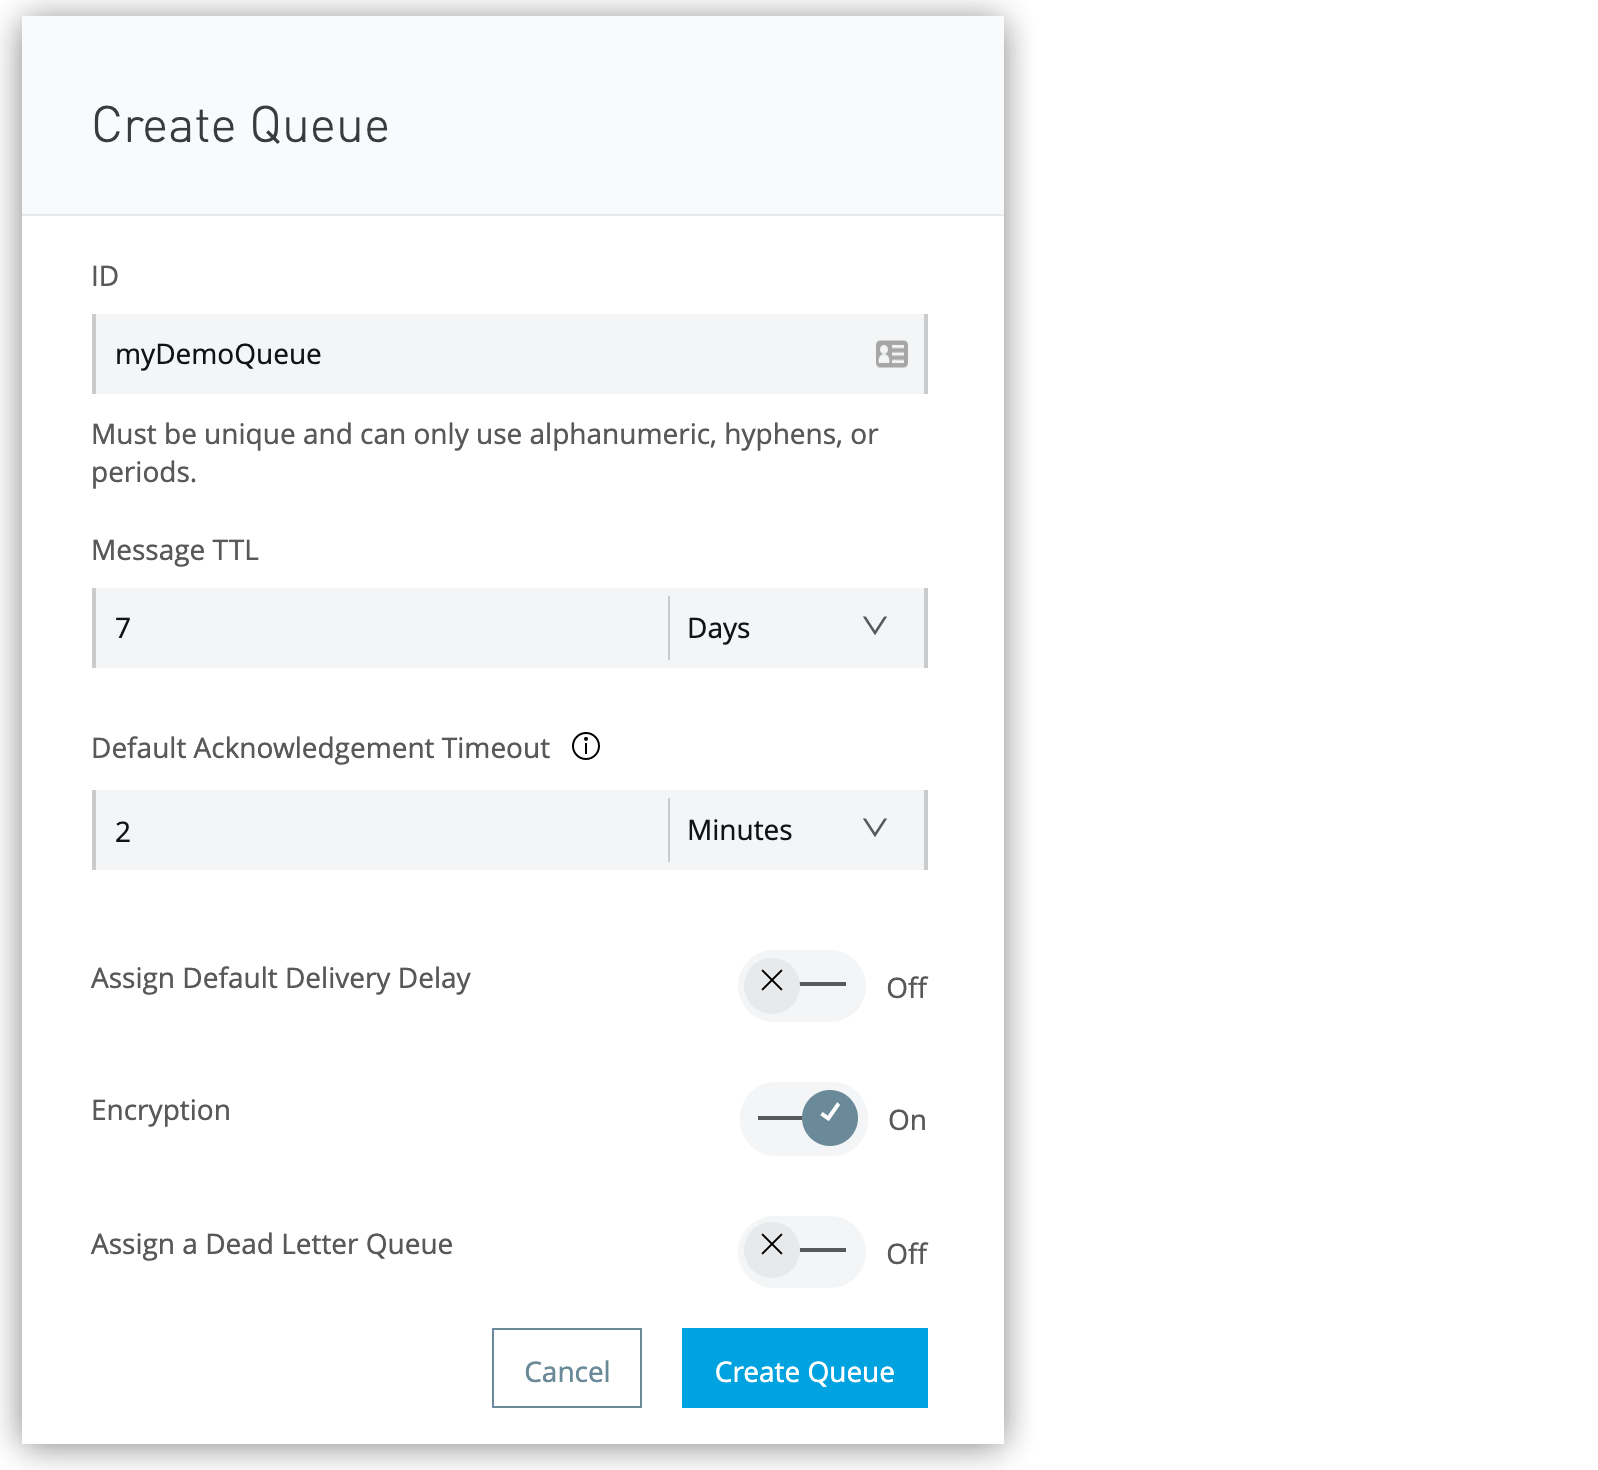 Create Queue
ID
myDemoQueue
Must be unique and can only use alphanumeric, hyphens, or
periods.
Message TTL
7 Days
Default Acknowledgement Timeout
2 Minutes
Assign Default Delivery Delay Off
Encryption On
Assign a Dead Letter Queue Off
Cancel Create Queue